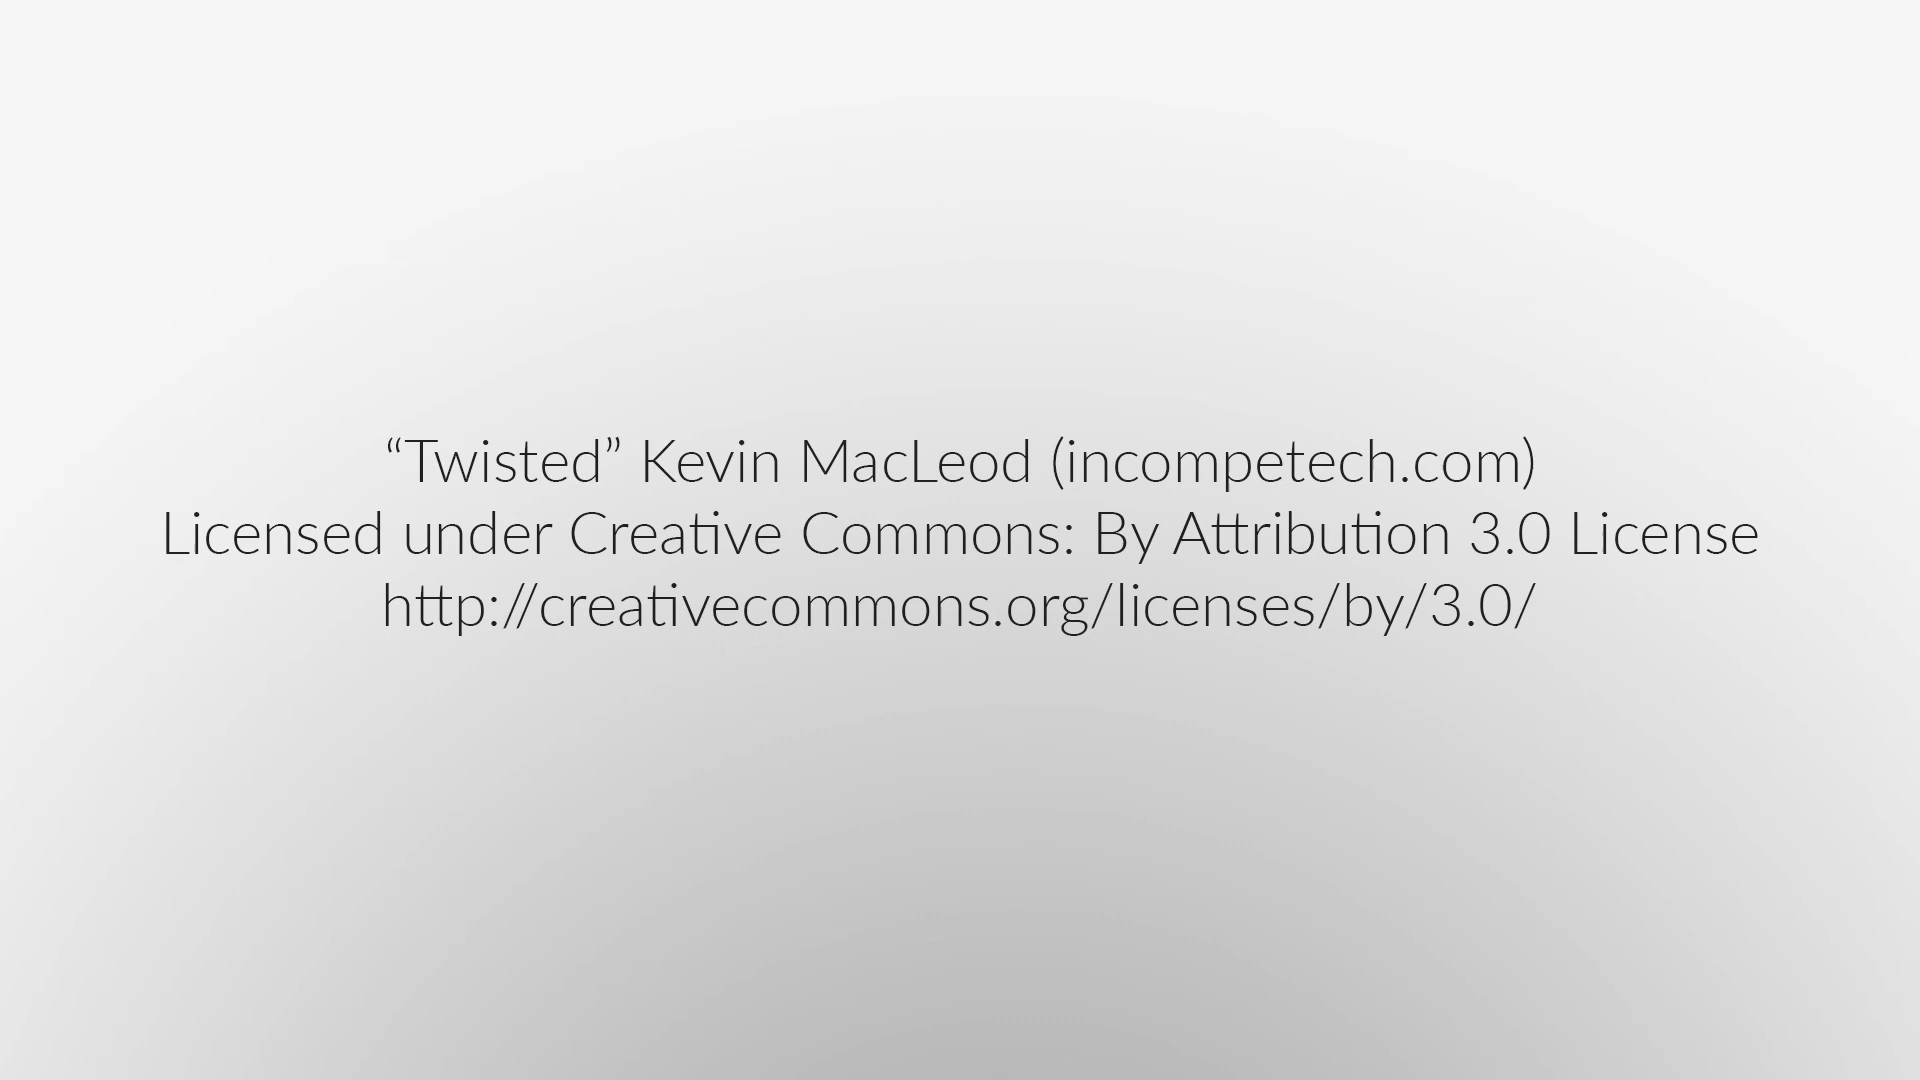 “Twisted” Kevin MacLeod (incompetech.com)
Licensed under Creative Commons: By Attribution 3.0 License
http://creativecommons.org/licenses/by/3.0/